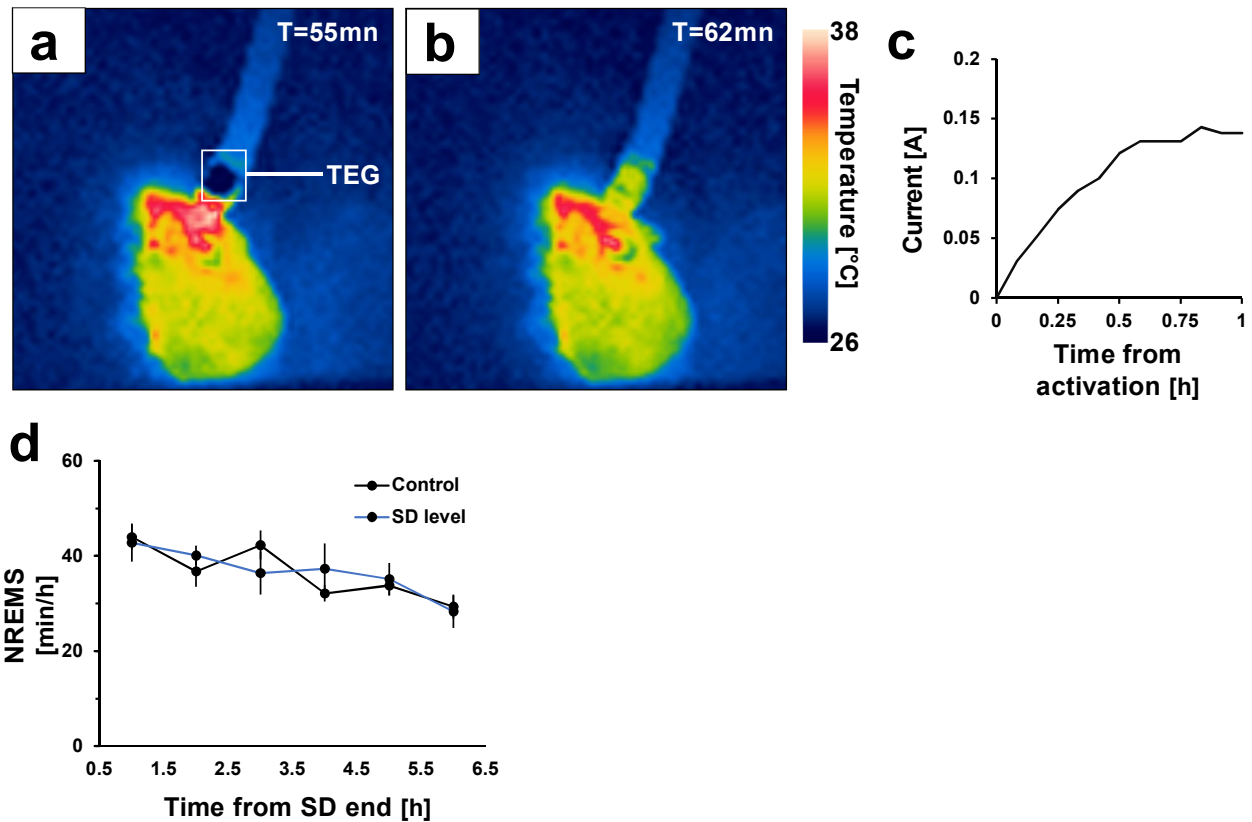 a
T=55mn
TEG
b
T=62mn
38
Temperature [°C]
26
c
0.2
0.15
0.1
0.05
0
Current [A]
0
0.25
0.5
0.75
1
Time from
activation [h]
d
60
40
20
0
NREMS
[min/h]
Control
SD level
0.5
1.5
2.5
3.5
4.5
5.5
6.5
Time from SD end [h]